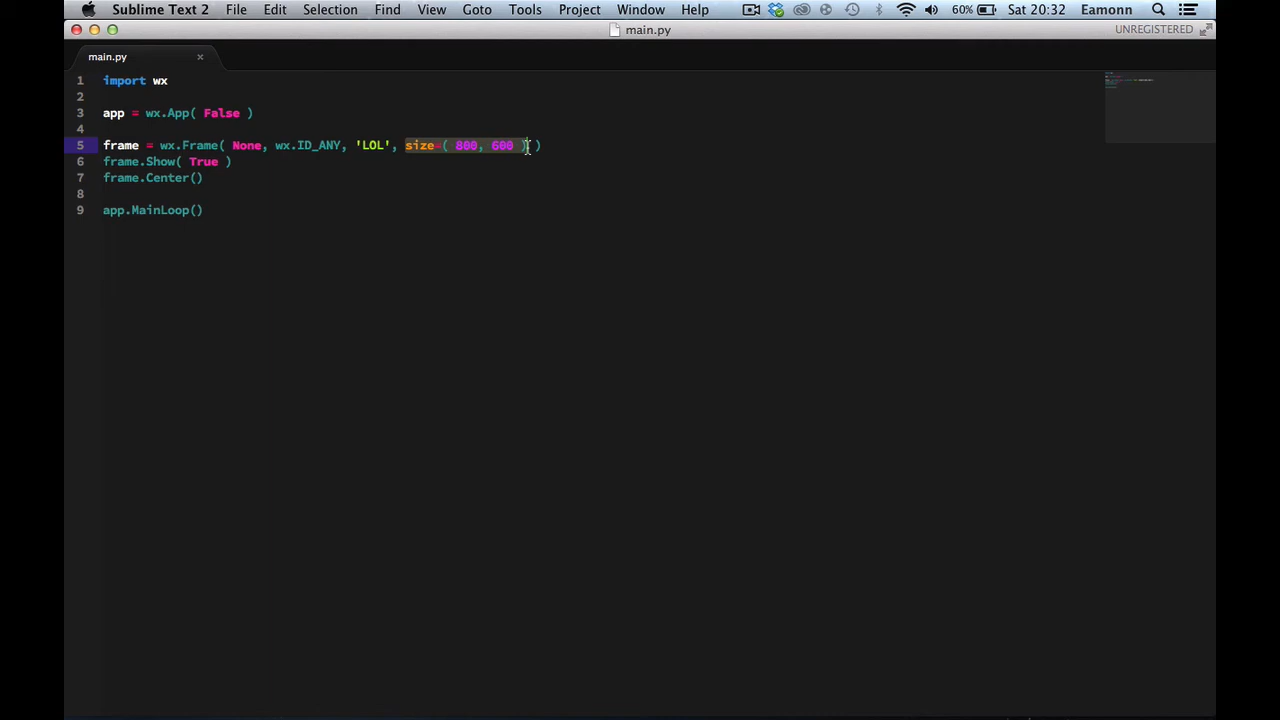 Sublime Text 2 File Edit Selection Find View Goto Tools Project Window Help 60% Sat 20:32 Eamonn
main.py UNREGISTERED
main.py ×
1 import wx
2
3 app = wx.App( False )
4
5 frame = wx.Frame( None, wx.ID_ANY, 'LOL', size=( 800, 600 ) )
6 frame.Show( True )
7 frame.Center()
8
9 app.MainLoop()